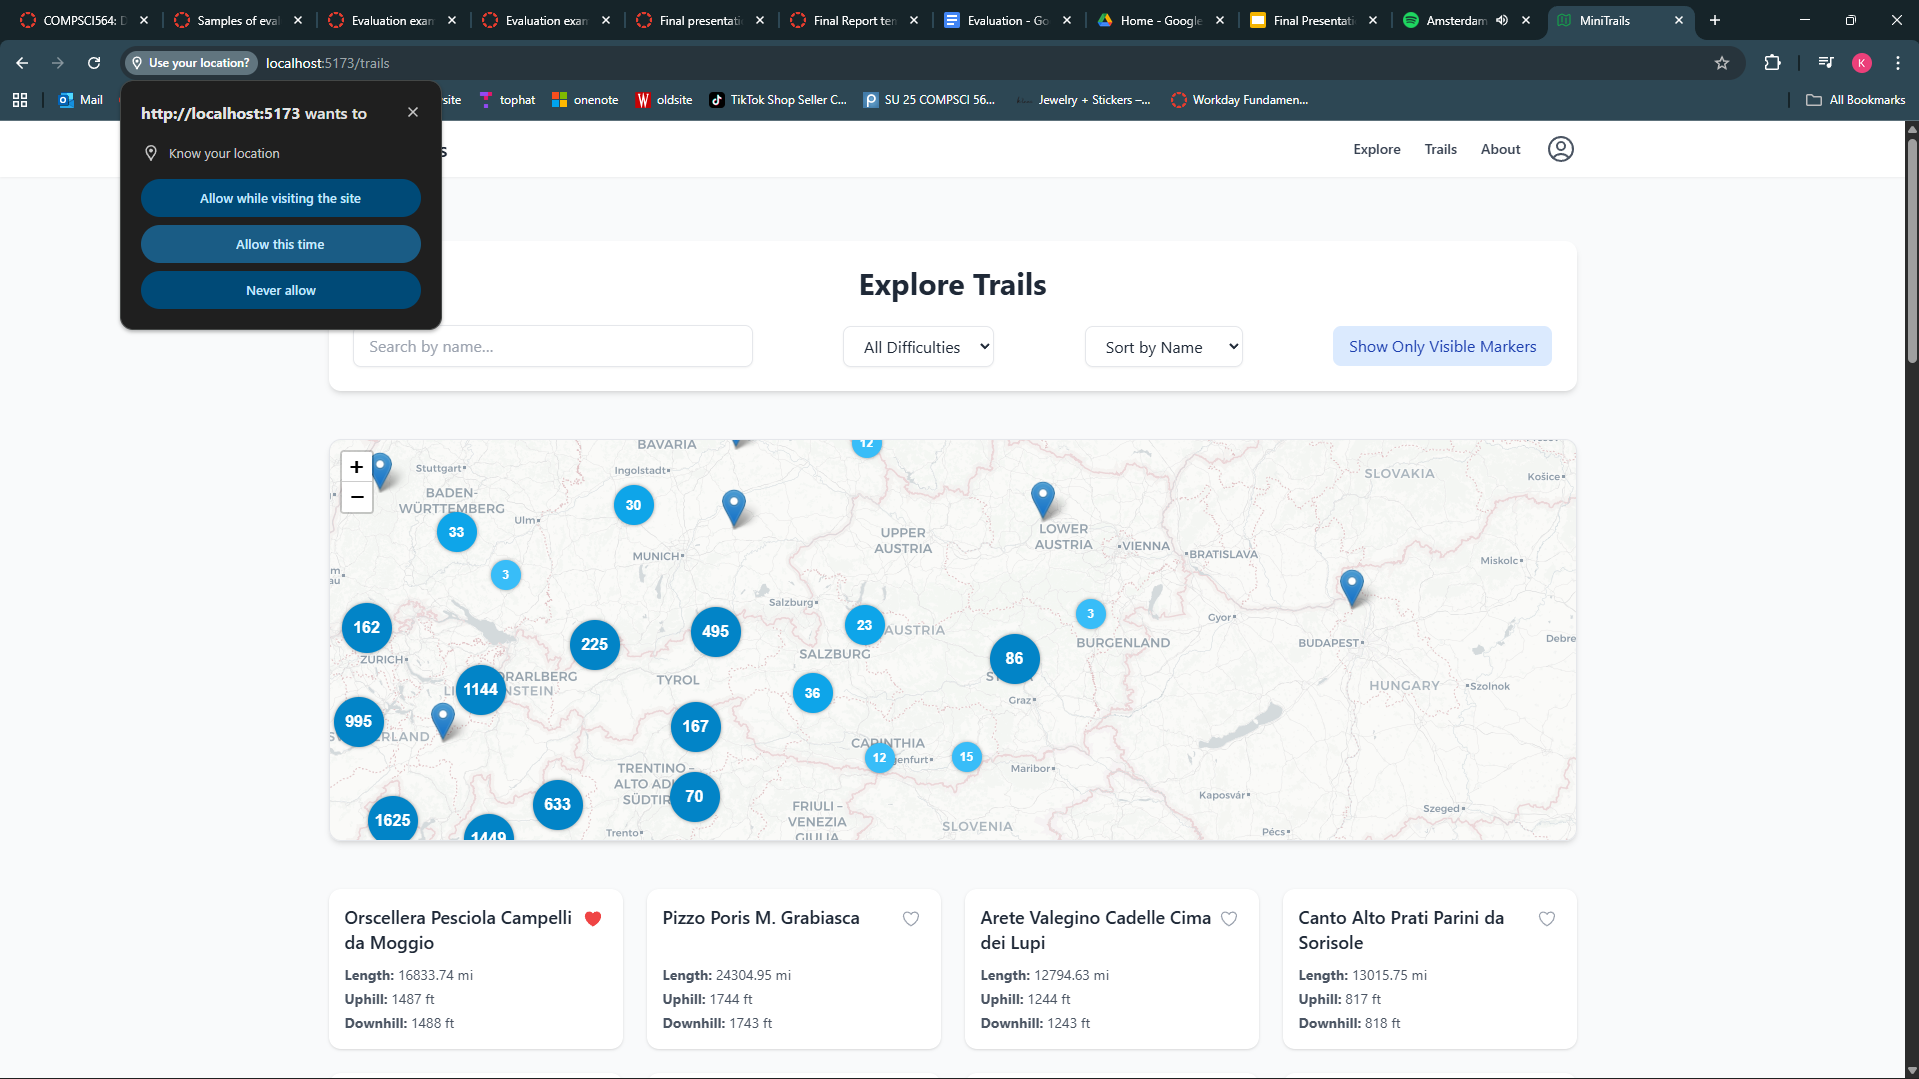 COMPSCI564: D
Samples of eval
Evaluation exam
Evaluation exam
Final presentati
Final Report tem
Evaluation - Go
Home - Google
Final Presentati
Amsterdam
MiniTrails
Use your location?
localhost:5173/trails
K
Mail
site
tophat
onenote
oldsite
TikTok Shop Seller C...
SU 25 COMPSCI 56...
Jewelry + Stickers –...
Workday Fundamen...
All Bookmarks
http://localhost:5173 wants to
Know your location
Allow while visiting the site
Allow this time
Never allow
s
Explore
Trails
About
Explore Trails
Search by name...
All Difficulties
Sort by Name
Show Only Visible Markers
+
−
BAVARIA
12
Stuttgart
Ingolstadt
SLOVAKIA
Košice
BADEN-
WÜRTTEMBERG
30
Ulm
33
UPPER
AUSTRIA
LOWER
AUSTRIA
VIENNA
BRATISLAVA
MUNICH
Miskolc
3
Salzburg
162
225
495
23
AUSTRIA
3
Gyor
BURGENLAND
BUDAPEST
Debre
ZURICH
SALZBURG
86
1144
ORARLBERG
TYROL
36
Graz
HUNGARY
Szolnok
995
167
CARINTHIA
12
genfurt
15
Maribor
TRENTINO –
ALTO AD
SÜDTIR
70
633
Kaposvár
Szeged
1625
1449
Trento
FRIULI –
VENEZIA
GIULIA
SLOVENIA
Pécs
Orscellera Pesciola Campelli
da Moggio
Length: 16833.74 mi
Uphill: 1487 ft
Downhill: 1488 ft
Pizzo Poris M. Grabiasca
Length: 24304.95 mi
Uphill: 1744 ft
Downhill: 1743 ft
Arete Valegino Cadelle Cima
dei Lupi
Length: 12794.63 mi
Uphill: 1244 ft
Downhill: 1243 ft
Canto Alto Prati Parini da
Sorisole
Length: 13015.75 mi
Uphill: 817 ft
Downhill: 818 ft